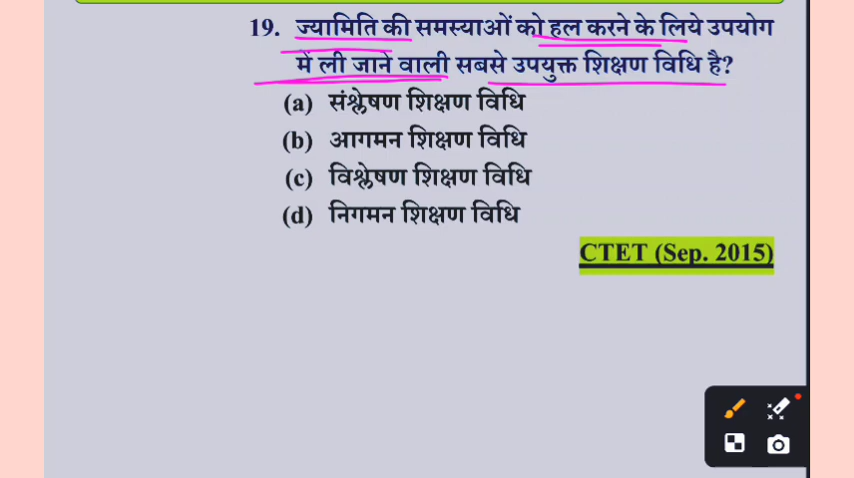 19. ज्यामिति की समस्याओं को हल करने के लिये उपयोग
में ली जाने वाली सबसे उपयुक्त शिक्षण विधि है?
(a) संश्लेषण शिक्षण विधि
(b) आगमन शिक्षण विधि
(c) विश्लेषण शिक्षण विधि
(d) निगमन शिक्षण विधि
CTET (Sep. 2015)